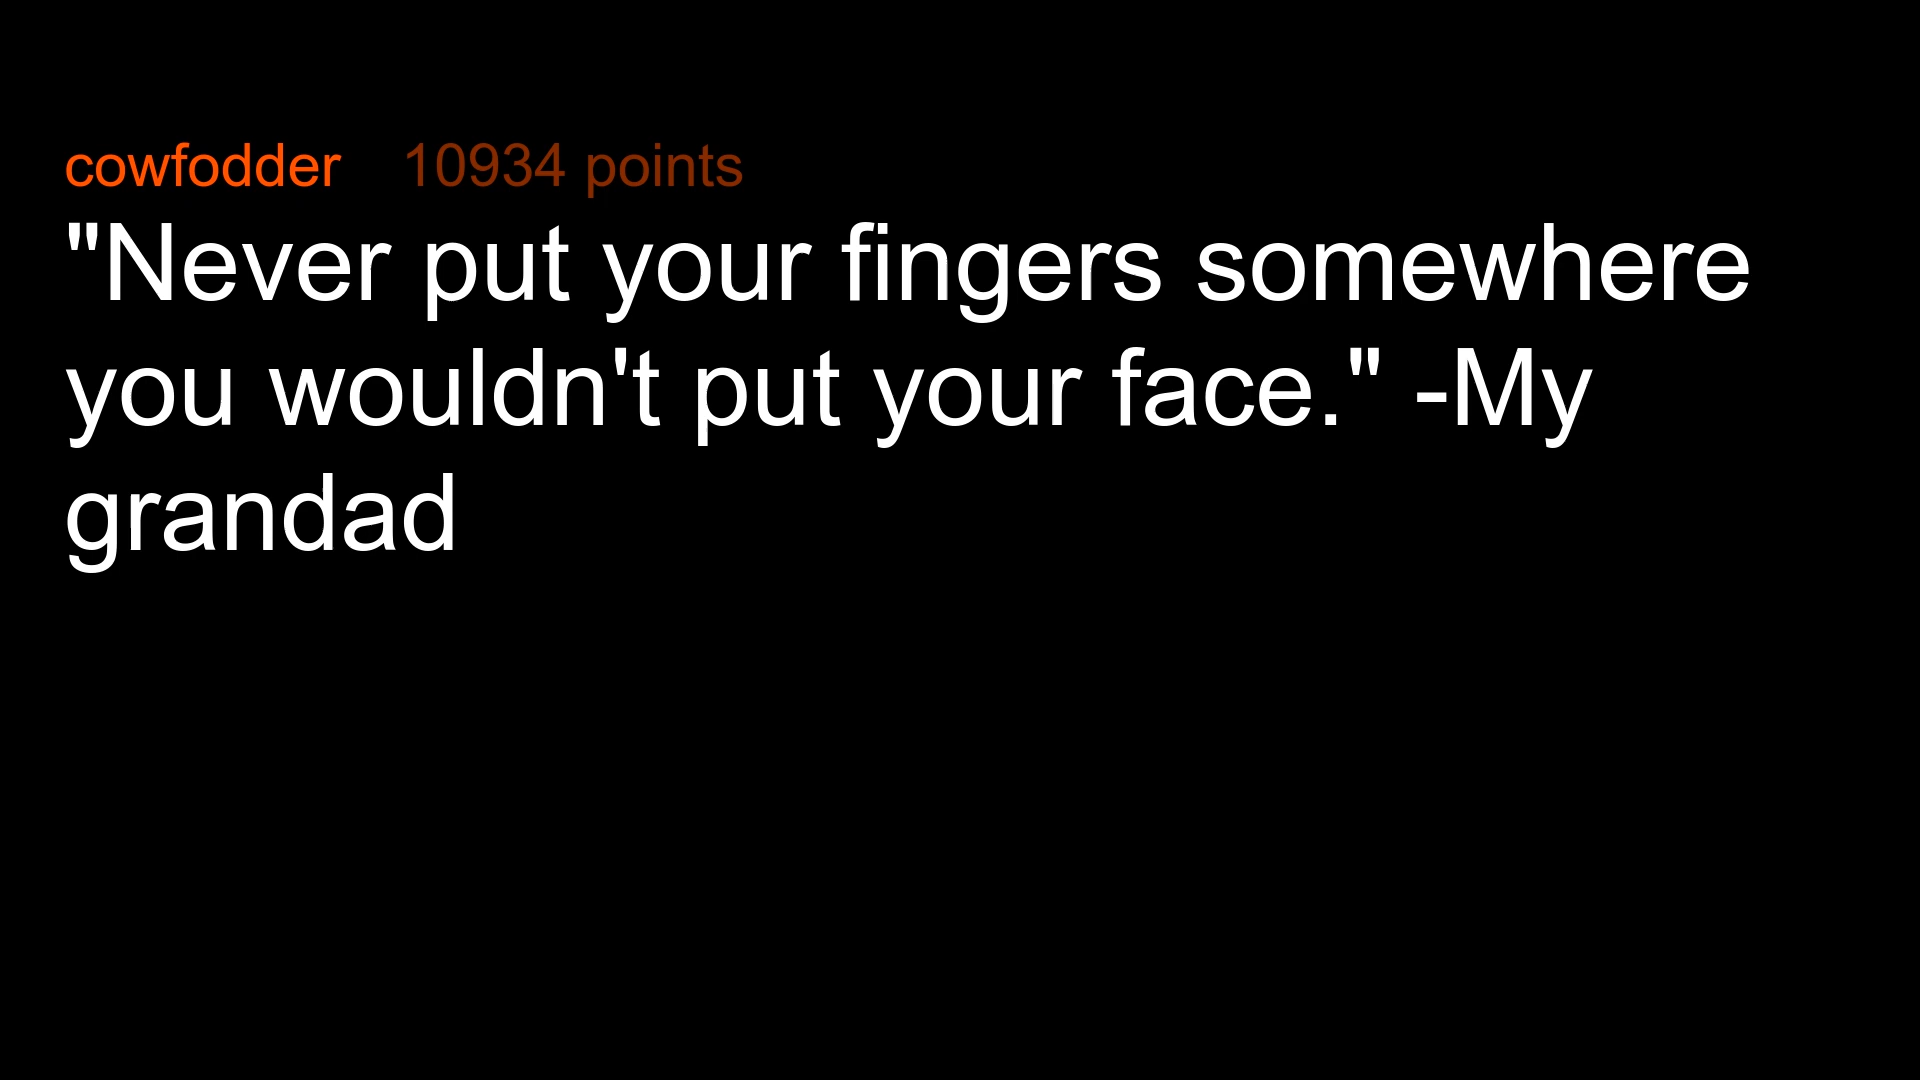 cowfodder 10934 points
"Never put your fingers somewhere
you wouldn't put your face." -My
grandad